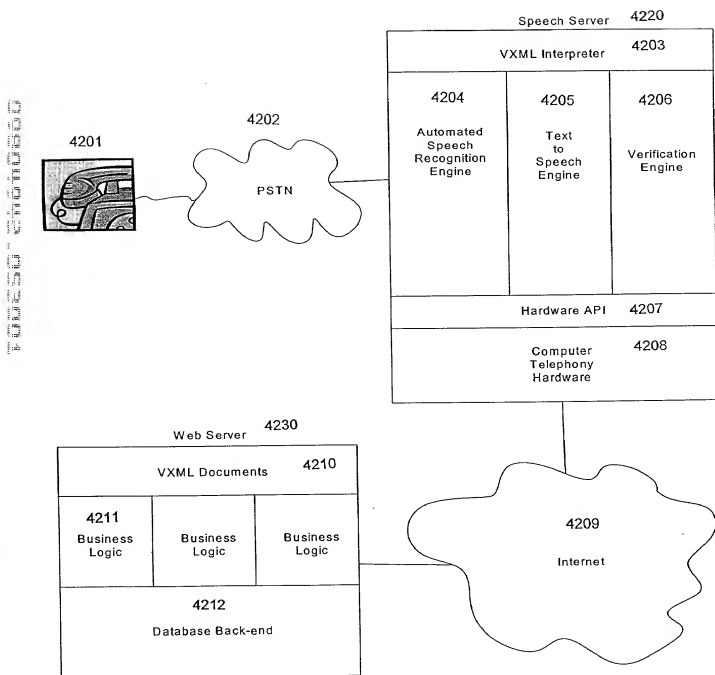 Speech Server 4220
VXML Interpreter 4203
4204
Automated
Speech
Recognition
Engine
4205
Text
to
Speech
Engine
4206
Verification
Engine
Hardware API 4207
Computer
Telephony
Hardware
4208
4201
4202
PSTN
Web Server 4230
VXML Documents 4210
4211
Business
Logic
Business
Logic
Business
Logic
4212
Database Back-end
4209
Internet